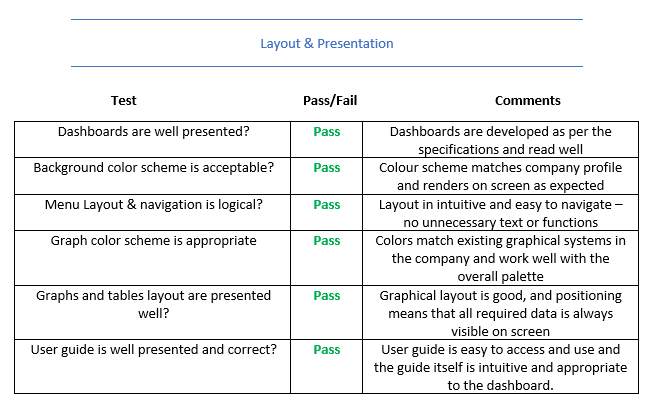 Layout & Presentation
Test Pass/Fail Comments
Dashboards are well presented? Pass Dashboards are developed as per the
specifications and read well
Background color scheme is acceptable? Pass Colour scheme matches company profile
and renders on screen as expected
Menu Layout & navigation is logical? Pass Layout in intuitive and easy to navigate –
no unnecessary text or functions
Graph color scheme is appropriate Pass Colors match existing graphical systems in
the company and work well with the
overall palette
Graphs and tables layout are presented Pass Graphical layout is good, and positioning
well? means that all required data is always
visible on screen
User guide is well presented and correct? Pass User guide is easy to access and use and
the guide itself is intuitive and appropriate
to the dashboard.